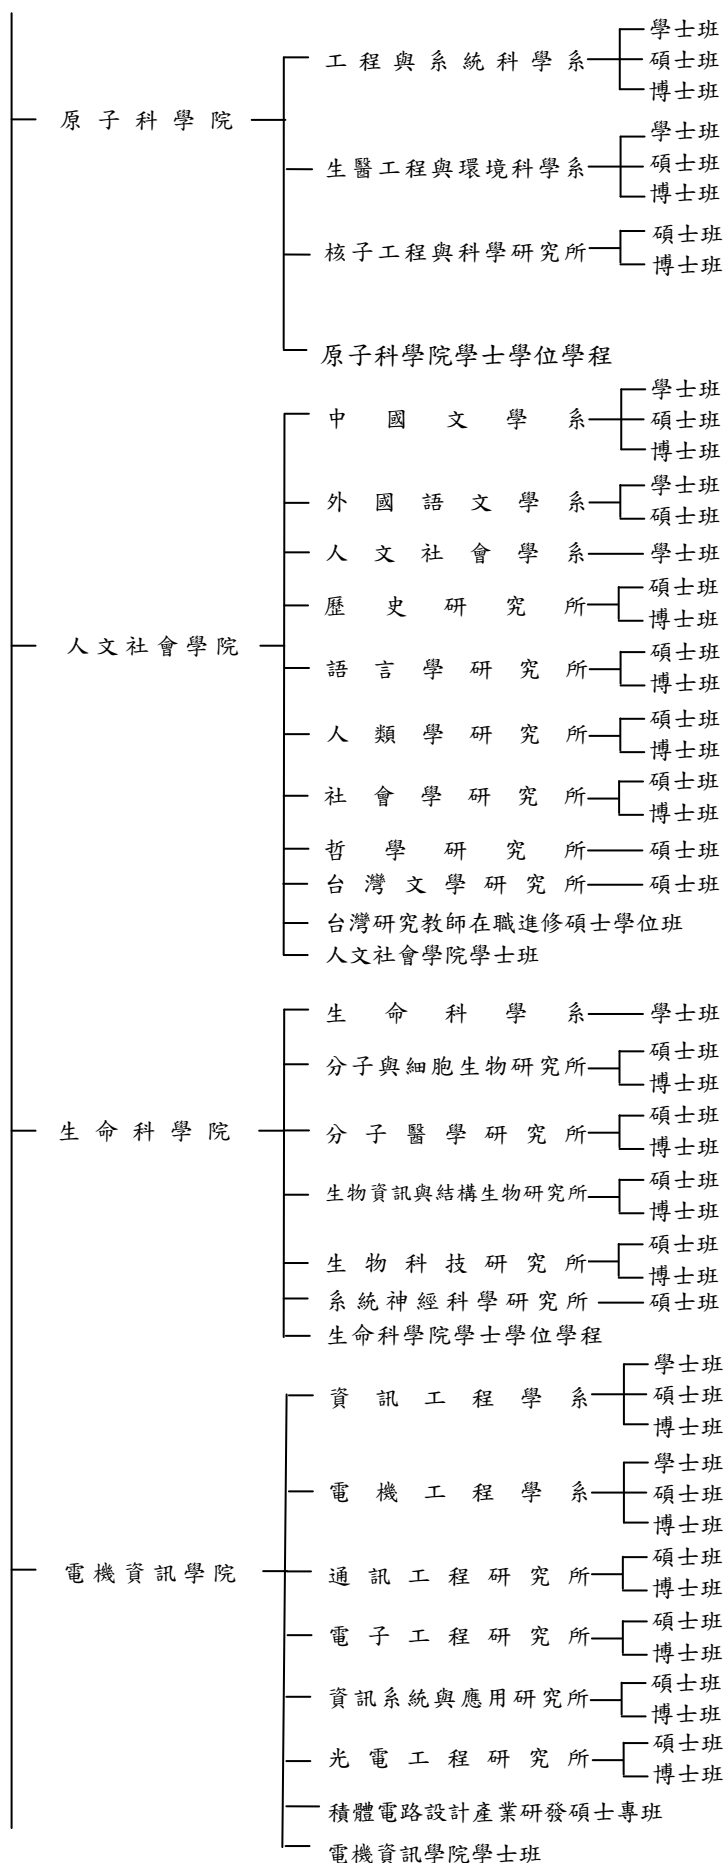 原子科學院
工程與系統科學系
學士班
碩士班
博士班
生醫工程與環境科學系
學士班
碩士班
博士班
核子工程與科學研究所
碩士班
博士班
原子科學院學士學位學程
人文社會學院
中國文學系
學士班
碩士班
博士班
外國語文學系
學士班
碩士班
人文社會學系
學士班
歷史研究所
碩士班
博士班
語言學研究所
碩士班
博士班
人類學研究所
碩士班
博士班
社會學研究所
碩士班
博士班
哲學研究所
碩士班
台灣文學研究所
碩士班
台灣研究教師在職進修碩士學位班
人文社會學院學士班
生命科學院
生命科學系
學士班
分子與細胞生物研究所
碩士班
博士班
分子醫學研究所
碩士班
博士班
生物資訊與結構生物研究所
碩士班
博士班
生物科技研究所
碩士班
博士班
系統神經科學研究所
碩士班
生命科學院學士學位學程
電機資訊學院
資訊工程學系
學士班
碩士班
博士班
電機工程學系
學士班
碩士班
博士班
通訊工程研究所
碩士班
博士班
電子工程研究所
碩士班
博士班
資訊系統與應用研究所
碩士班
博士班
光電工程研究所
碩士班
博士班
積體電路設計產業研發碩士專班
電機資訊學院學士班